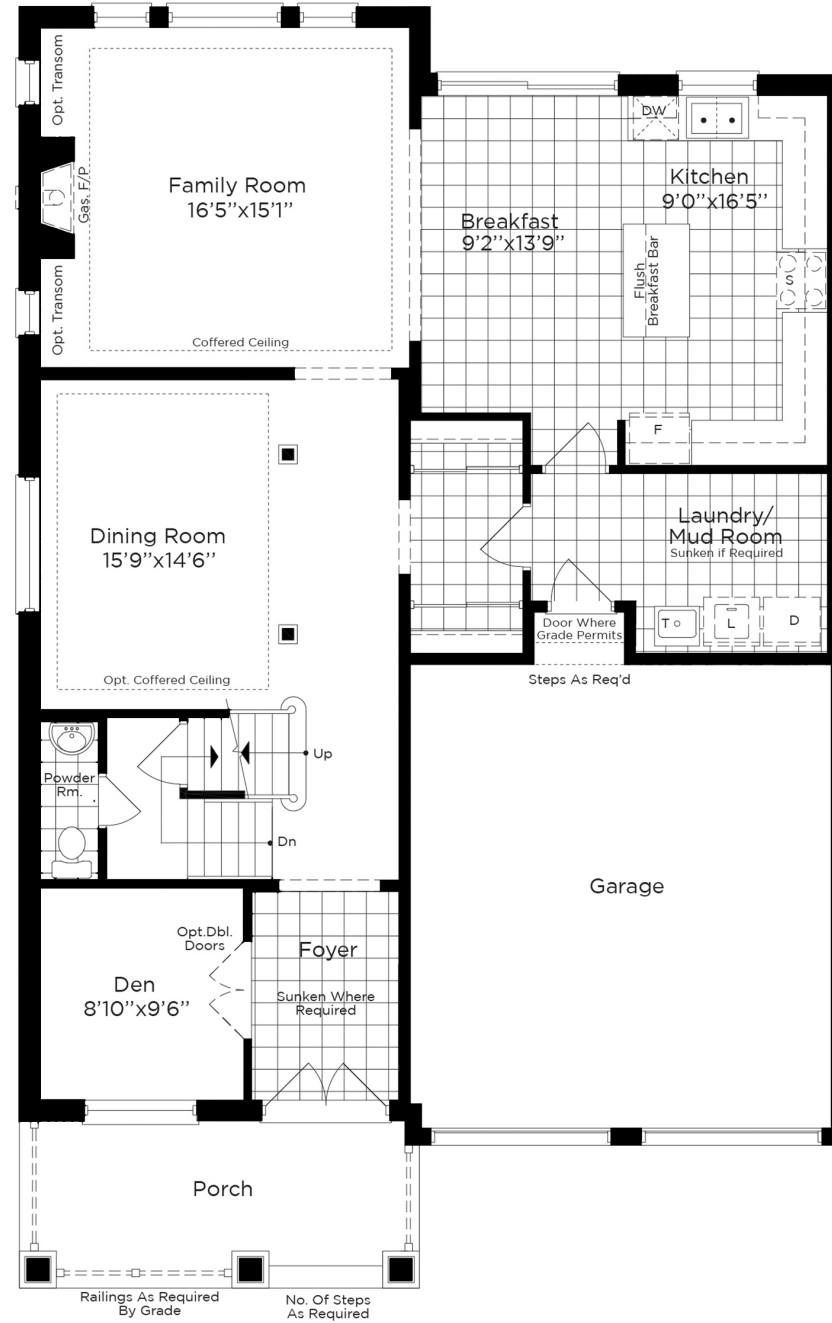 Opt. Transom
Gas. F/P
Opt. Transom
Family Room
16'5''x15'1''
Coffered Ceiling
DW
Kitchen
9'0''x16'5''
Breakfast
9'2''x13'9''
Flush
Breakfast Bar
S
F
Dining Room
15'9''x14'6''
Opt. Coffered Ceiling
Laundry/
Mud Room
Sunken if Required
T
L
D
Door Where
Grade Permits
Steps As Req'd
Up
Dn
Powder
Rm.
Garage
Opt.Dbl.
Doors
Den
8'10''x9'6''
Foyer
Sunken Where
Required
Porch
Railings As Required
By Grade
No. Of Steps
As Required